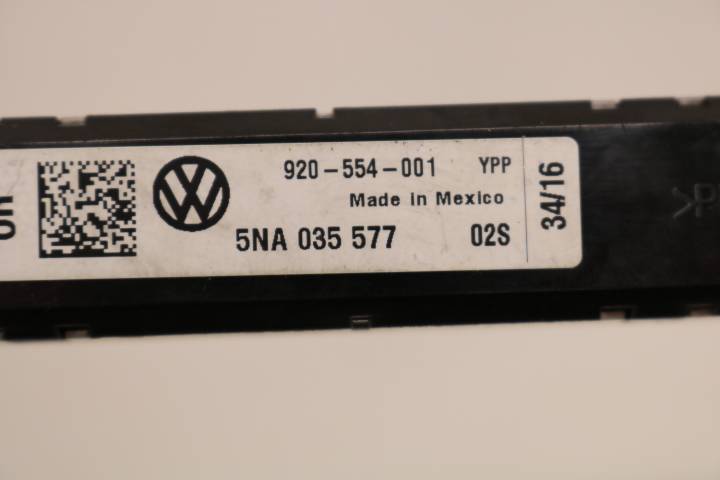 920-554-001 YPP
Made in Mexico
5NA 035 577 02S
34/16
>P